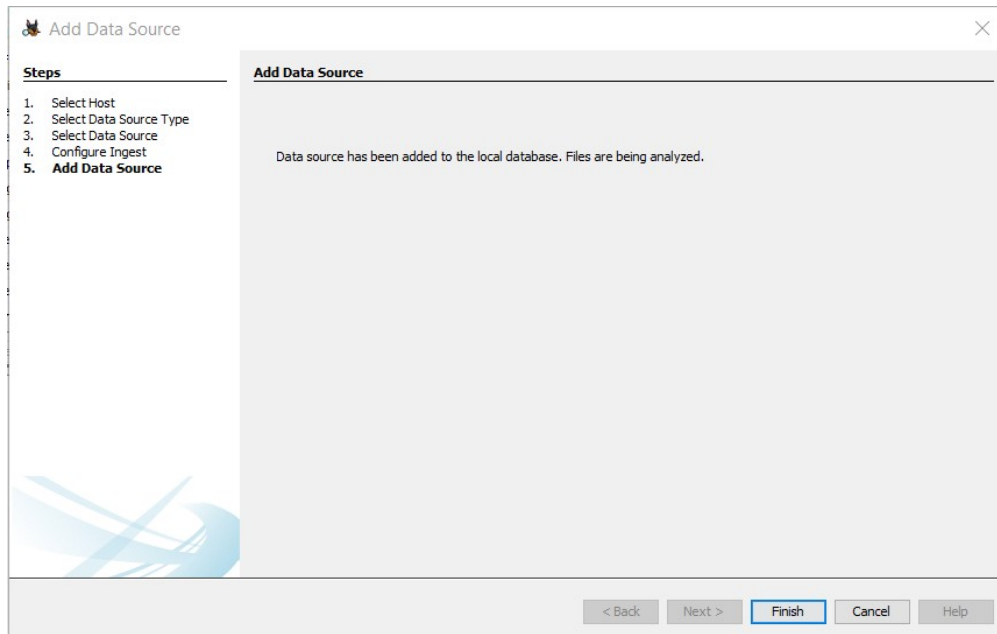 Add Data Source
Steps
1. Select Host
2. Select Data Source Type
3. Select Data Source
4. Configure Ingest
5. Add Data Source
Add Data Source
Data source has been added to the local database. Files are being analyzed.
< Back Next > Finish Cancel Help